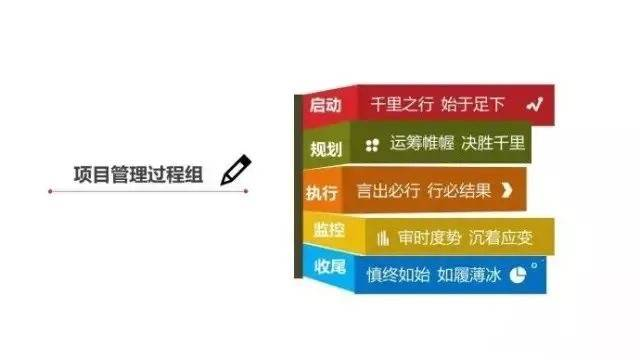 项目管理过程组
启动 千里之行 始于足下
规划 运筹帷幄 决胜千里
执行 言出必行 行必结果
监控 审时度势 沉着应变
收尾 慎终如始 如履薄冰